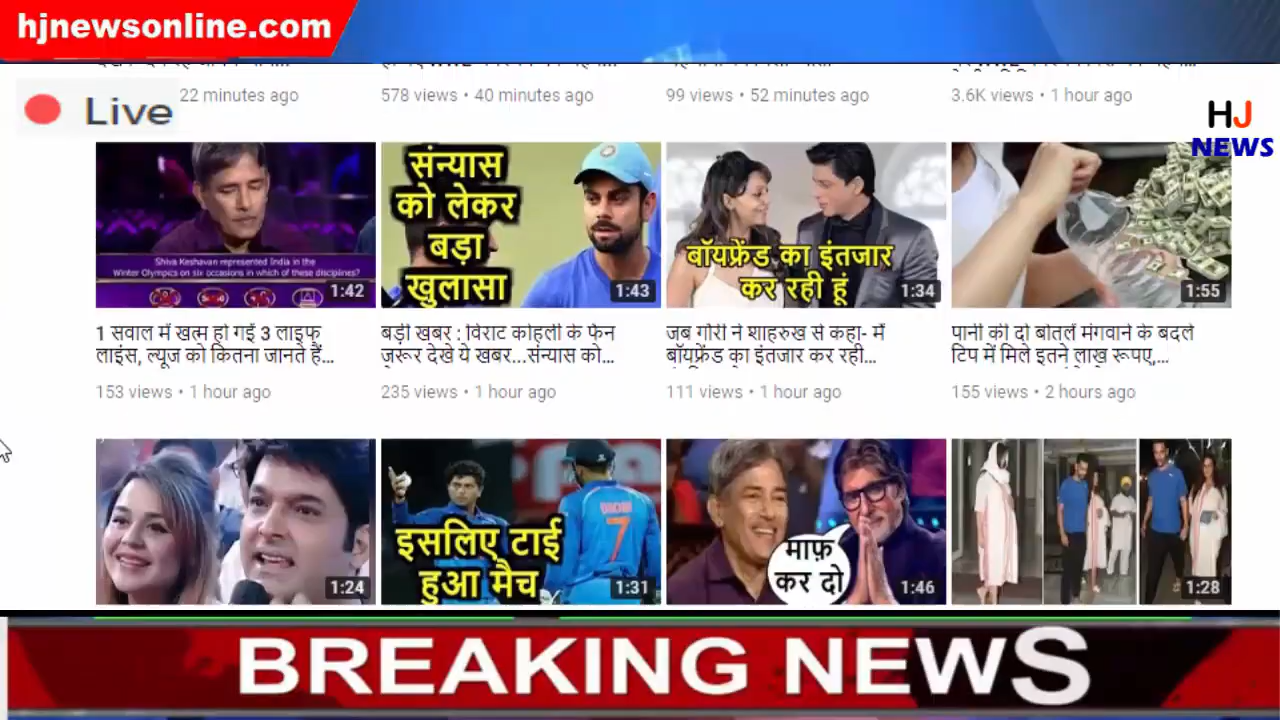 hjnewsonline.com
Live
22 minutes ago
578 views • 40 minutes ago
99 views • 52 minutes ago
3.6K views • 1 hour ago
HJ
NEWS
Shiva Keshavan represented India in the
Winter Olympics on six occasions in which of these disciplines?
1:42
संन्यास
को लेकर
बड़ा
खुलासा
1:43
बॉयफ्रेंड का इंतजार
कर रही हूं
1:34
1:55
1 सवाल में खत्म हो गईं 3 लाइफ
लाईंस, ल्यूज को कितना जानते हैं...
बड़ी खबर : विराट कोहली के फैन
जरूर देखे ये खबर...संन्यास को...
जब गौरी ने शाहरुख से कहा- मैं
बॉयफ्रेंड का इंतजार कर रही...
पानी की दो बोतलें मंगवाने के बदले
टिप में मिले इतने लाख रूपए,...
153 views • 1 hour ago
235 views • 1 hour ago
111 views • 1 hour ago
155 views • 2 hours ago
1:24
इसलिए टाई
हुआ मैच
7
1:31
माफ़
कर दो
1:46
1:28
BREAKING NEWS